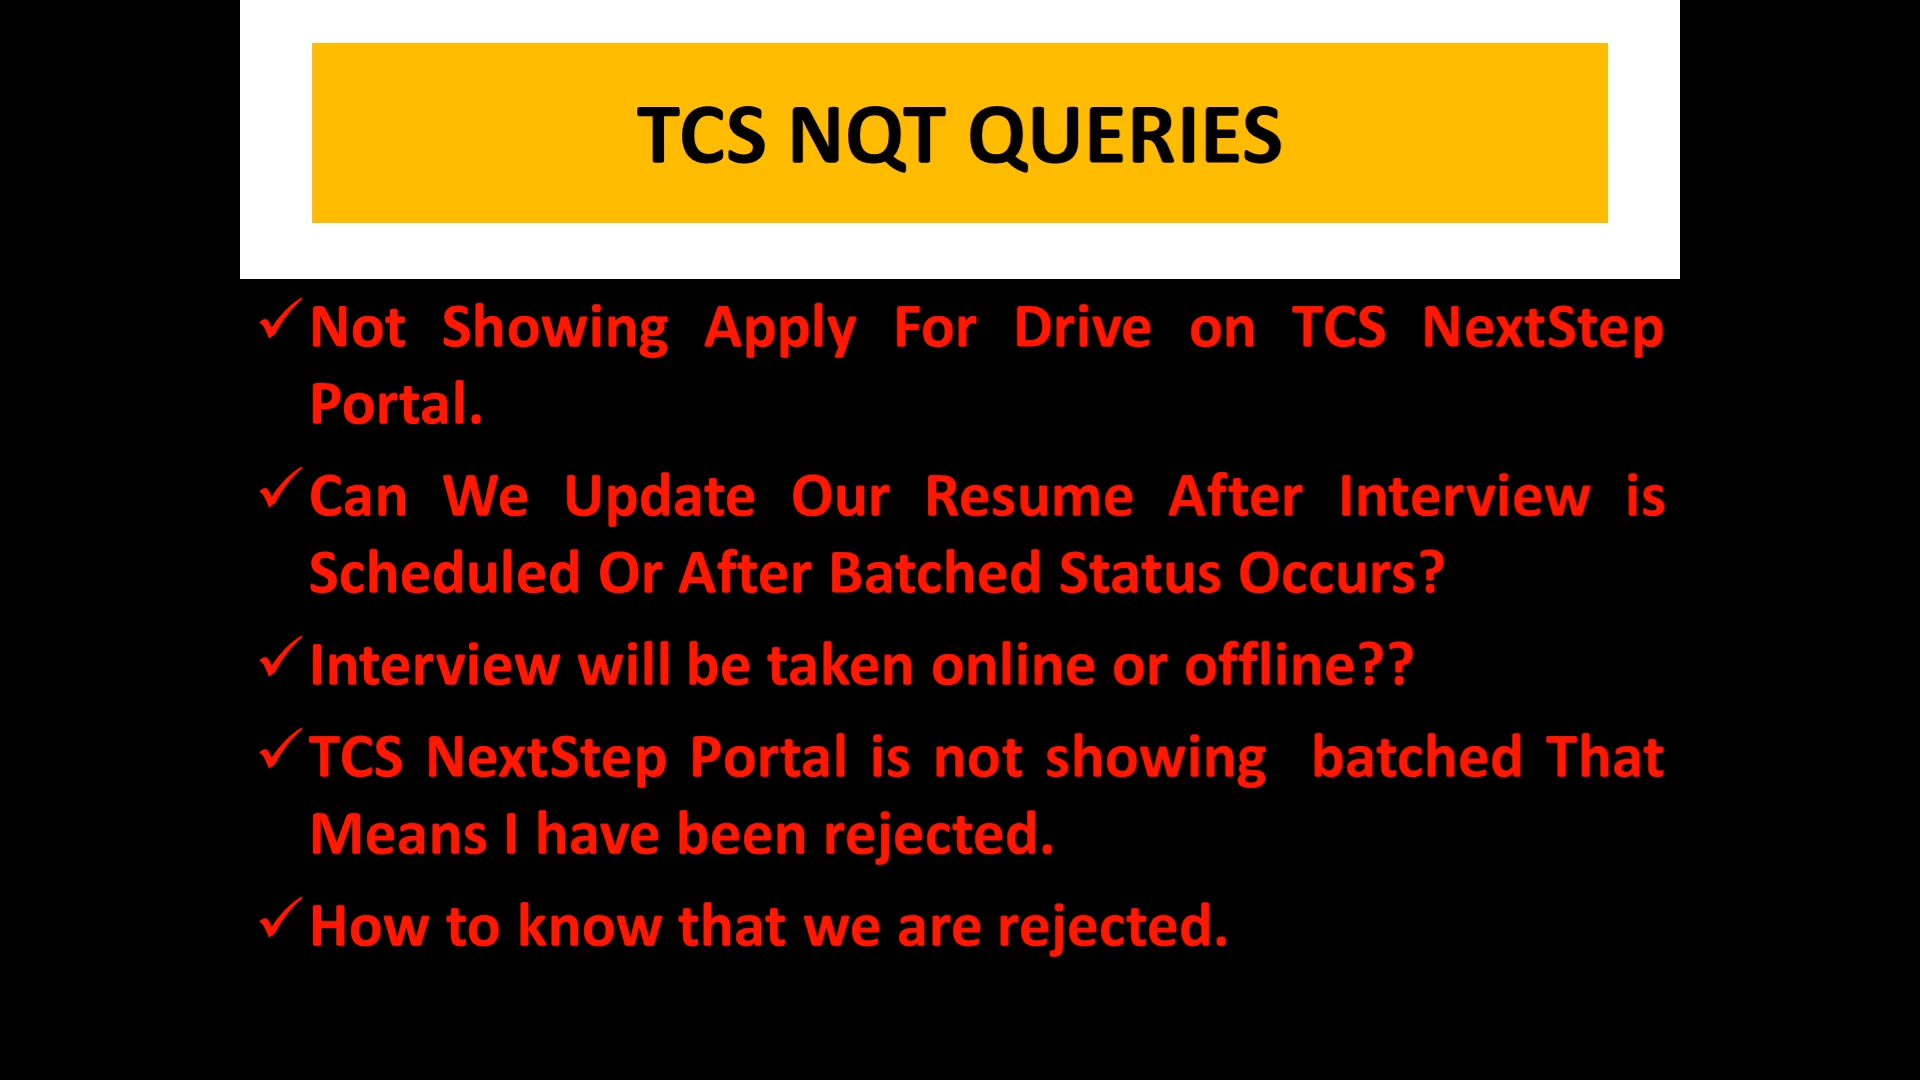 TCS NQT QUERIES
✓Not Showing Apply For Drive on TCS NextStep
Portal.
✓Can We Update Our Resume After Interview is
Scheduled Or After Batched Status Occurs?
✓Interview will be taken online or offline??
✓TCS NextStep Portal is not showing  batched That
Means I have been rejected.
✓How to know that we are rejected.